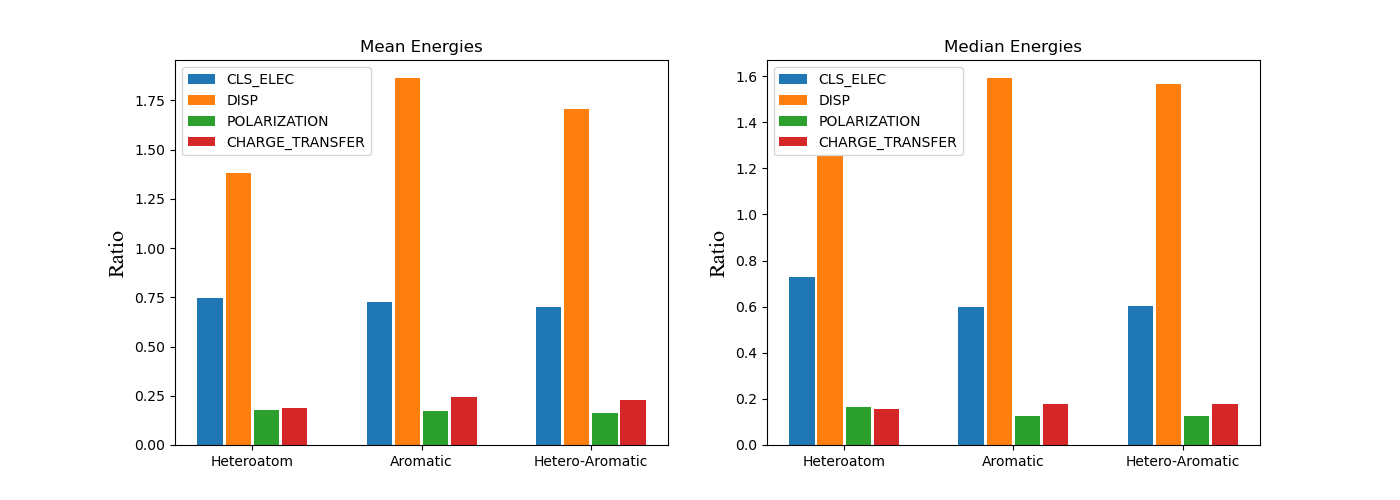 Mean Energies
CLS_ELEC
DISP
POLARIZATION
CHARGE_TRANSFER
Ratio
1.75
1.50
1.25
1.00
0.75
0.50
0.25
0.00
Heteroatom Aromatic Hetero-Aromatic
Median Energies
CLS_ELEC
DISP
POLARIZATION
CHARGE_TRANSFER
Ratio
1.6
1.4
1.2
1.0
0.8
0.6
0.4
0.2
0.0
Heteroatom Aromatic Hetero-Aromatic